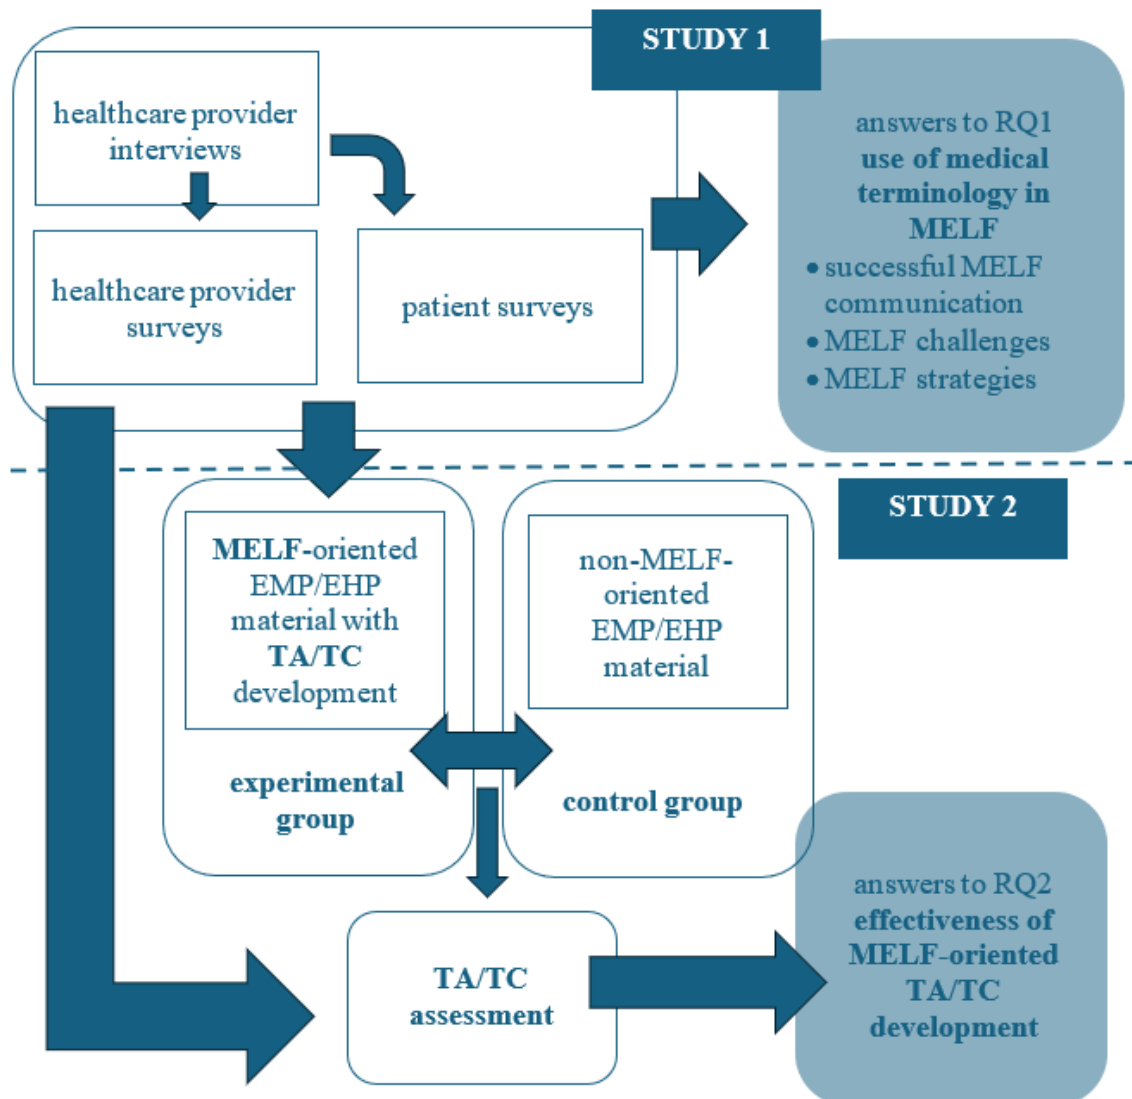 STUDY 1
healthcare provider
interviews
healthcare provider
surveys
patient surveys
answers to RQ1
use of medical
terminology in
MELF
• successful MELF
communication
• MELF challenges
• MELF strategies
STUDY 2
MELF-oriented
EMP/EHP
material with
TA/TC
development
experimental
group
non-MELF-
oriented
EMP/EHP
material
control group
TA/TC
assessment
answers to RQ2
effectiveness of
MELF-oriented
TA/TC
development